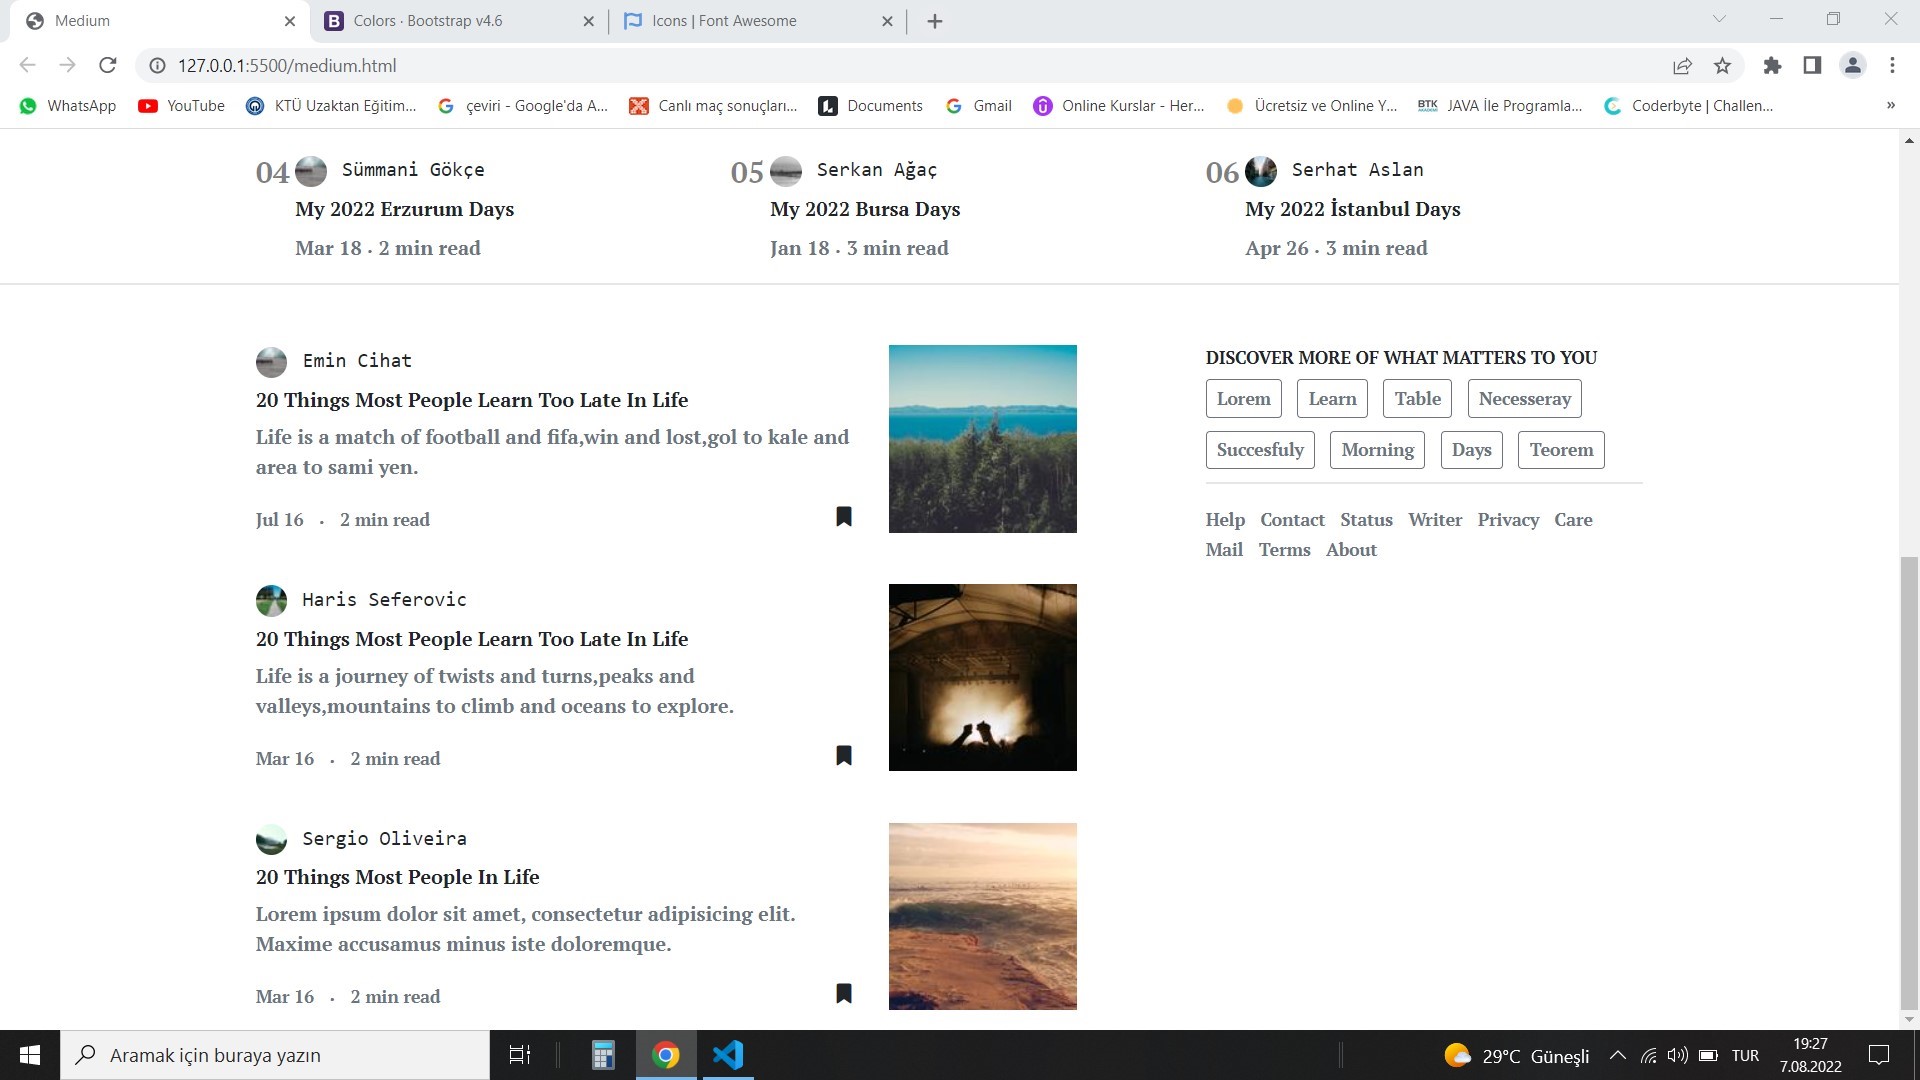 Medium
Colors · Bootstrap v4.6
Icons | Font Awesome
127.0.0.1:5500/medium.html
WhatsApp
YouTube
KTÜ Uzaktan Eğitim...
çeviri - Google'da A...
Canlı maç sonuçları...
Documents
Gmail
Online Kurslar - Her...
Ücretsiz ve Online Y...
BTK
JAVA İle Programla...
Coderbyte | Challen...
»
04 Sümmani Gökçe
My 2022 Erzurum Days
Mar 18 · 2 min read
05 Serkan Ağaç
My 2022 Bursa Days
Jan 18 · 3 min read
06 Serhat Aslan
My 2022 İstanbul Days
Apr 26 · 3 min read
Emin Cihat
20 Things Most People Learn Too Late In Life
Life is a match of football and fifa,win and lost,gol to kale and
area to sami yen.
Jul 16 · 2 min read
Haris Seferovic
20 Things Most People Learn Too Late In Life
Life is a journey of twists and turns,peaks and
valleys,mountains to climb and oceans to explore.
Mar 16 · 2 min read
Sergio Oliveira
20 Things Most People In Life
Lorem ipsum dolor sit amet, consectetur adipisicing elit.
Maxime accusamus minus iste doloremque.
Mar 16 · 2 min read
DISCOVER MORE OF WHAT MATTERS TO YOU
Lorem Learn Table Necesseray
Succesfuly Morning Days Teorem
Help Contact Status Writer Privacy Care
Mail Terms About
Aramak için buraya yazın
29°C Güneşli
TUR
19:27
7.08.2022